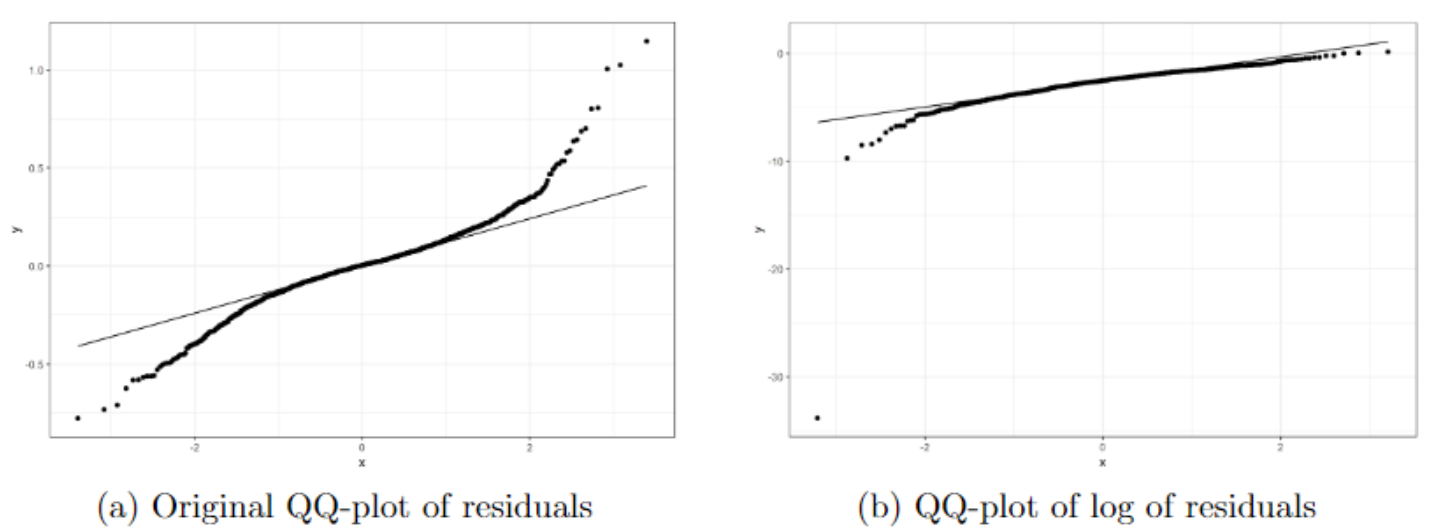 1.0
0.5
0.0
-0.5
y
-2
0
2
x
(a) Original QQ-plot of residuals
0
-10
-20
-30
y
-2
0
2
x
(b) QQ-plot of log of residuals